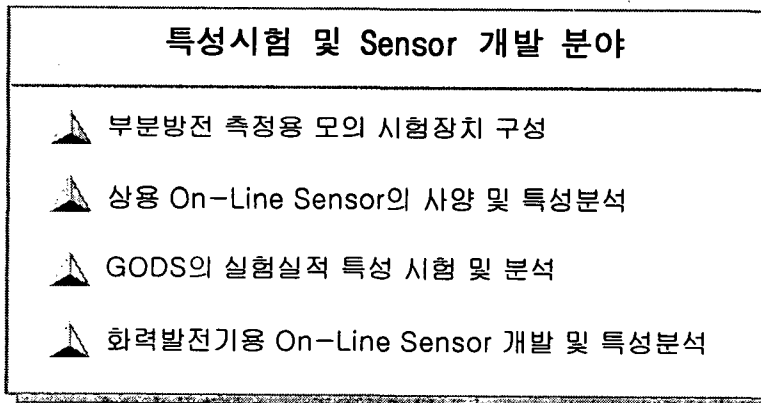 특성시험 및 Sensor 개발 분야
부분방전 측정용 모의 시험장치 구성
상용 On-Line Sensor의 사양 및 특성분석
GODS의 실험실적 특성 시험 및 분석
화력발전기용 On-Line Sensor 개발 및 특성분석